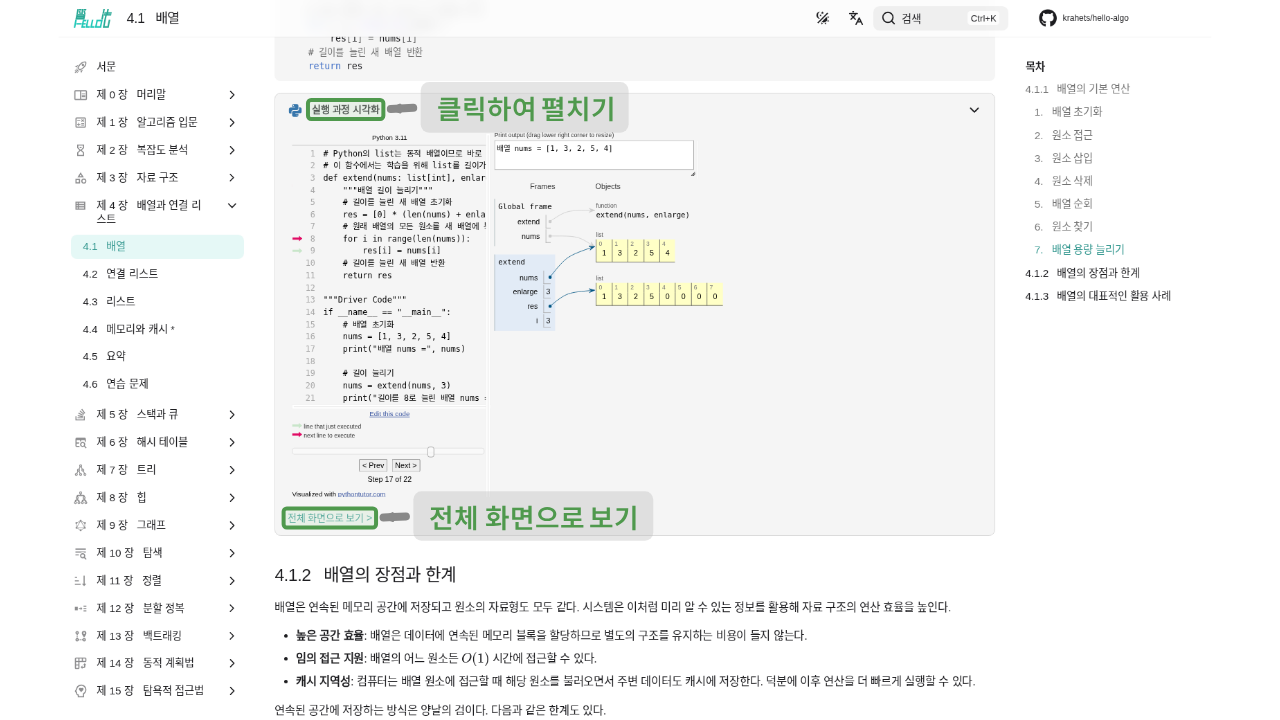 HELLO算法
4.1 배열
검색
Ctrl+K
krahets/hello-algo
res[i] = nums[i]
# 길이를 늘린 새 배열 반환
return res
서문
제 0 장 머리말
제 1 장 알고리즘 입문
제 2 장 복잡도 분석
제 3 장 자료 구조
제 4 장 배열과 연결 리
스트
4.1 배열
4.2 연결 리스트
4.3 리스트
4.4 메모리와 캐시 *
4.5 요약
4.6 연습 문제
제 5 장 스택과 큐
제 6 장 해시 테이블
제 7 장 트리
제 8 장 힙
제 9 장 그래프
제 10 장 탐색
제 11 장 정렬
제 12 장 분할 정복
제 13 장 백트래킹
제 14 장 동적 계획법
제 15 장 탐욕적 접근법
실행 과정 시각화
클릭하여 펼치기
Python 3.11
1 # Python의 list는 동적 배열이므로 바로
2 # 이 함수에서는 학습을 위해 list를 길이가
3 def extend(nums: list[int], enlar
4 """배열 길이 늘리기"""
5 # 길이를 늘린 새 배열 초기화
6 res = [0] * (len(nums) + enla
7 # 원래 배열의 모든 원소를 새 배열에
8 for i in range(len(nums)):
9 res[i] = nums[i]
10 # 길이를 늘린 새 배열 반환
11 return res
12
13 """Driver Code"""
14 if __name__ == "__main__":
15 # 배열 초기화
16 nums = [1, 3, 2, 5, 4]
17 print("배열 nums =", nums)
18
19 # 길이 늘리기
20 nums = extend(nums, 3)
21 print("길이를 8로 늘린 배열 nums =
Edit this code
line that just executed
next line to execute
< Prev
Next >
Step 17 of 22
Visualized with pythontutor.com
Print output (drag lower right corner to resize)
배열 nums = [1, 3, 2, 5, 4]
Frames
Objects
Global frame
extend
nums
function
extend(nums, enlarge)
list
0 1 2 3 4
1 3 2 5 4
extend
nums
enlarge 3
res
i 3
list
0 1 2 3 4 5 6 7
1 3 2 5 0 0 0 0
전체 화면으로 보기 >
전체 화면으로 보기
4.1.2 배열의 장점과 한계
배열은 연속된 메모리 공간에 저장되고 원소의 자료형도 모두 같다. 시스템은 이처럼 미리 알 수 있는 정보를 활용해 자료 구조의 연산 효율을 높인다.
• 높은 공간 효율: 배열은 데이터에 연속된 메모리 블록을 할당하므로 별도의 구조를 유지하는 비용이 들지 않는다.
• 임의 접근 지원: 배열의 어느 원소든 O(1) 시간에 접근할 수 있다.
• 캐시 지역성: 컴퓨터는 배열 원소에 접근할 때 해당 원소를 불러오면서 주변 데이터도 캐시에 저장한다. 덕분에 이후 연산을 더 빠르게 실행할 수 있다.
연속된 공간에 저장하는 방식은 양날의 검이다. 다음과 같은 한계도 있다.
목차
4.1.1 배열의 기본 연산
1. 배열 초기화
2. 원소 접근
3. 원소 삽입
4. 원소 삭제
5. 배열 순회
6. 원소 찾기
7. 배열 용량 늘리기
4.1.2 배열의 장점과 한계
4.1.3 배열의 대표적인 활용 사례